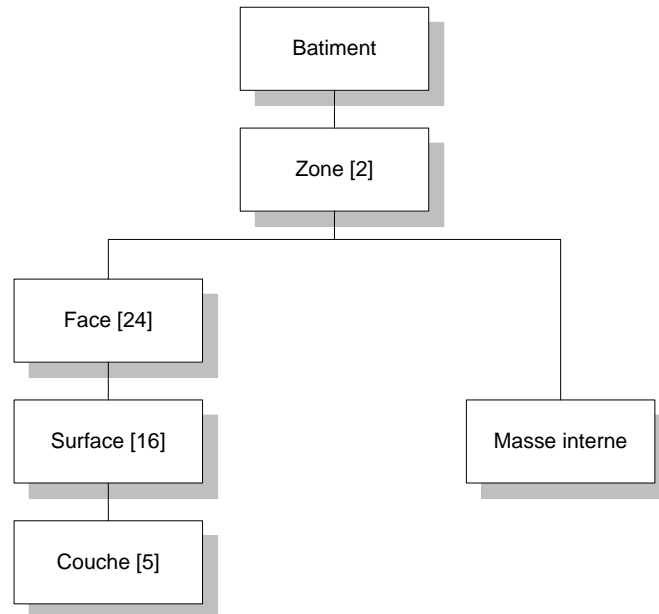 Batiment
Zone [2]
Face [24]
Surface [16]
Masse interne
Couche [5]